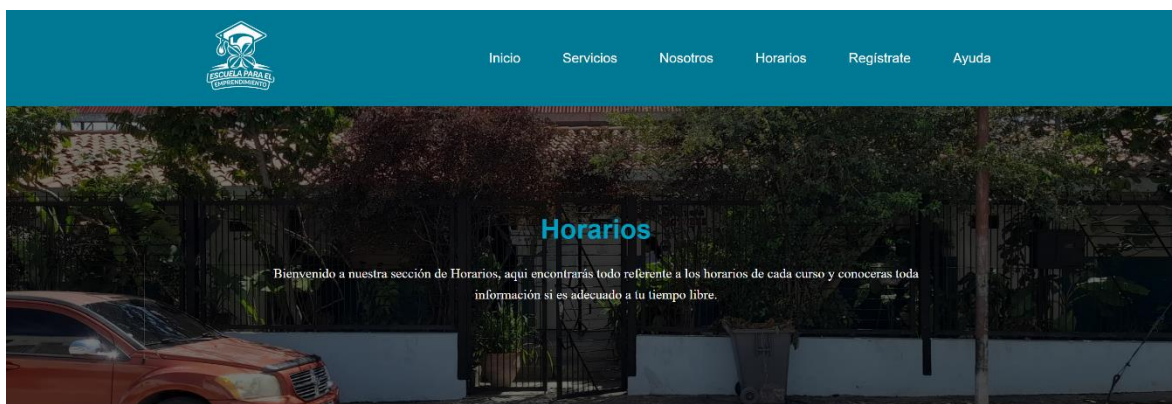 ESCUELA PARA EL
EMPRENDIMIENTO
Inicio Servicios Nosotros Horarios Regístrate Ayuda
Horarios
Bienvenido a nuestra sección de Horarios, aqui encontrarás todo referente a los horarios de cada curso y conoceras toda
información si es adecuado a tu tiempo libre.